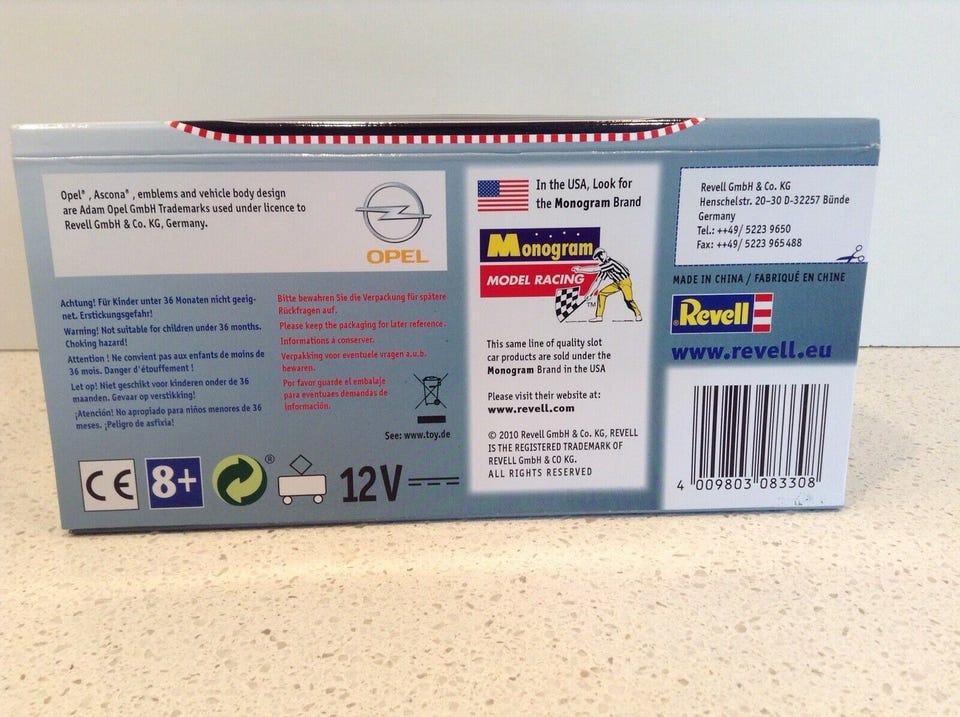 Opel®, Ascona®, emblems and vehicle body design
are Adam Opel GmbH Trademarks used under licence to
Revell GmbH & Co. KG, Germany.
OPEL
Achtung! Für Kinder unter 36 Monaten nicht geeig-
net. Erstickungsgefahr!
Warning! Not suitable for children under 36 months.
Choking hazard!
Attention ! Ne convient pas aux enfants de moins de
36 mois. Danger d'étouffement !
Let op! Niet geschikt voor kinderen onder de 36
maanden. Gevaar op verstikking!
¡Atención! No apropiado para niños menores de 36
meses. ¡Peligro de asfixia!
Bitte bewahren Sie die Verpackung für spätere
Rückfragen auf.
Please keep the packaging for later reference.
Informations à conserver.
Verpakking voor eventuele vragen a.u.b.
bewaren.
Por favor guarde el embalaje
para eventuaes demandas de
información.
See: www.toy.de
CE
8+
®
12V
In the USA, Look for
the Monogram Brand
Monogram
MODEL RACING
TM
This same line of quality slot
car products are sold under the
Monogram Brand in the USA
Please visit their website at:
www.revell.com
© 2010 Revell GmbH & Co. KG, REVELL
IS THE REGISTERED TRADEMARK OF
REVELL GmbH & CO KG.
ALL RIGHTS RESERVED
Revell GmbH & Co. KG
Henschelstr. 20-30 D-32257 Bünde
Germany
Tel.: ++49/ 5223 9650
Fax: ++49/ 5223 965488
MADE IN CHINA / FABRIQUÉ EN CHINE
Revell
www.revell.eu
4 009803 083308